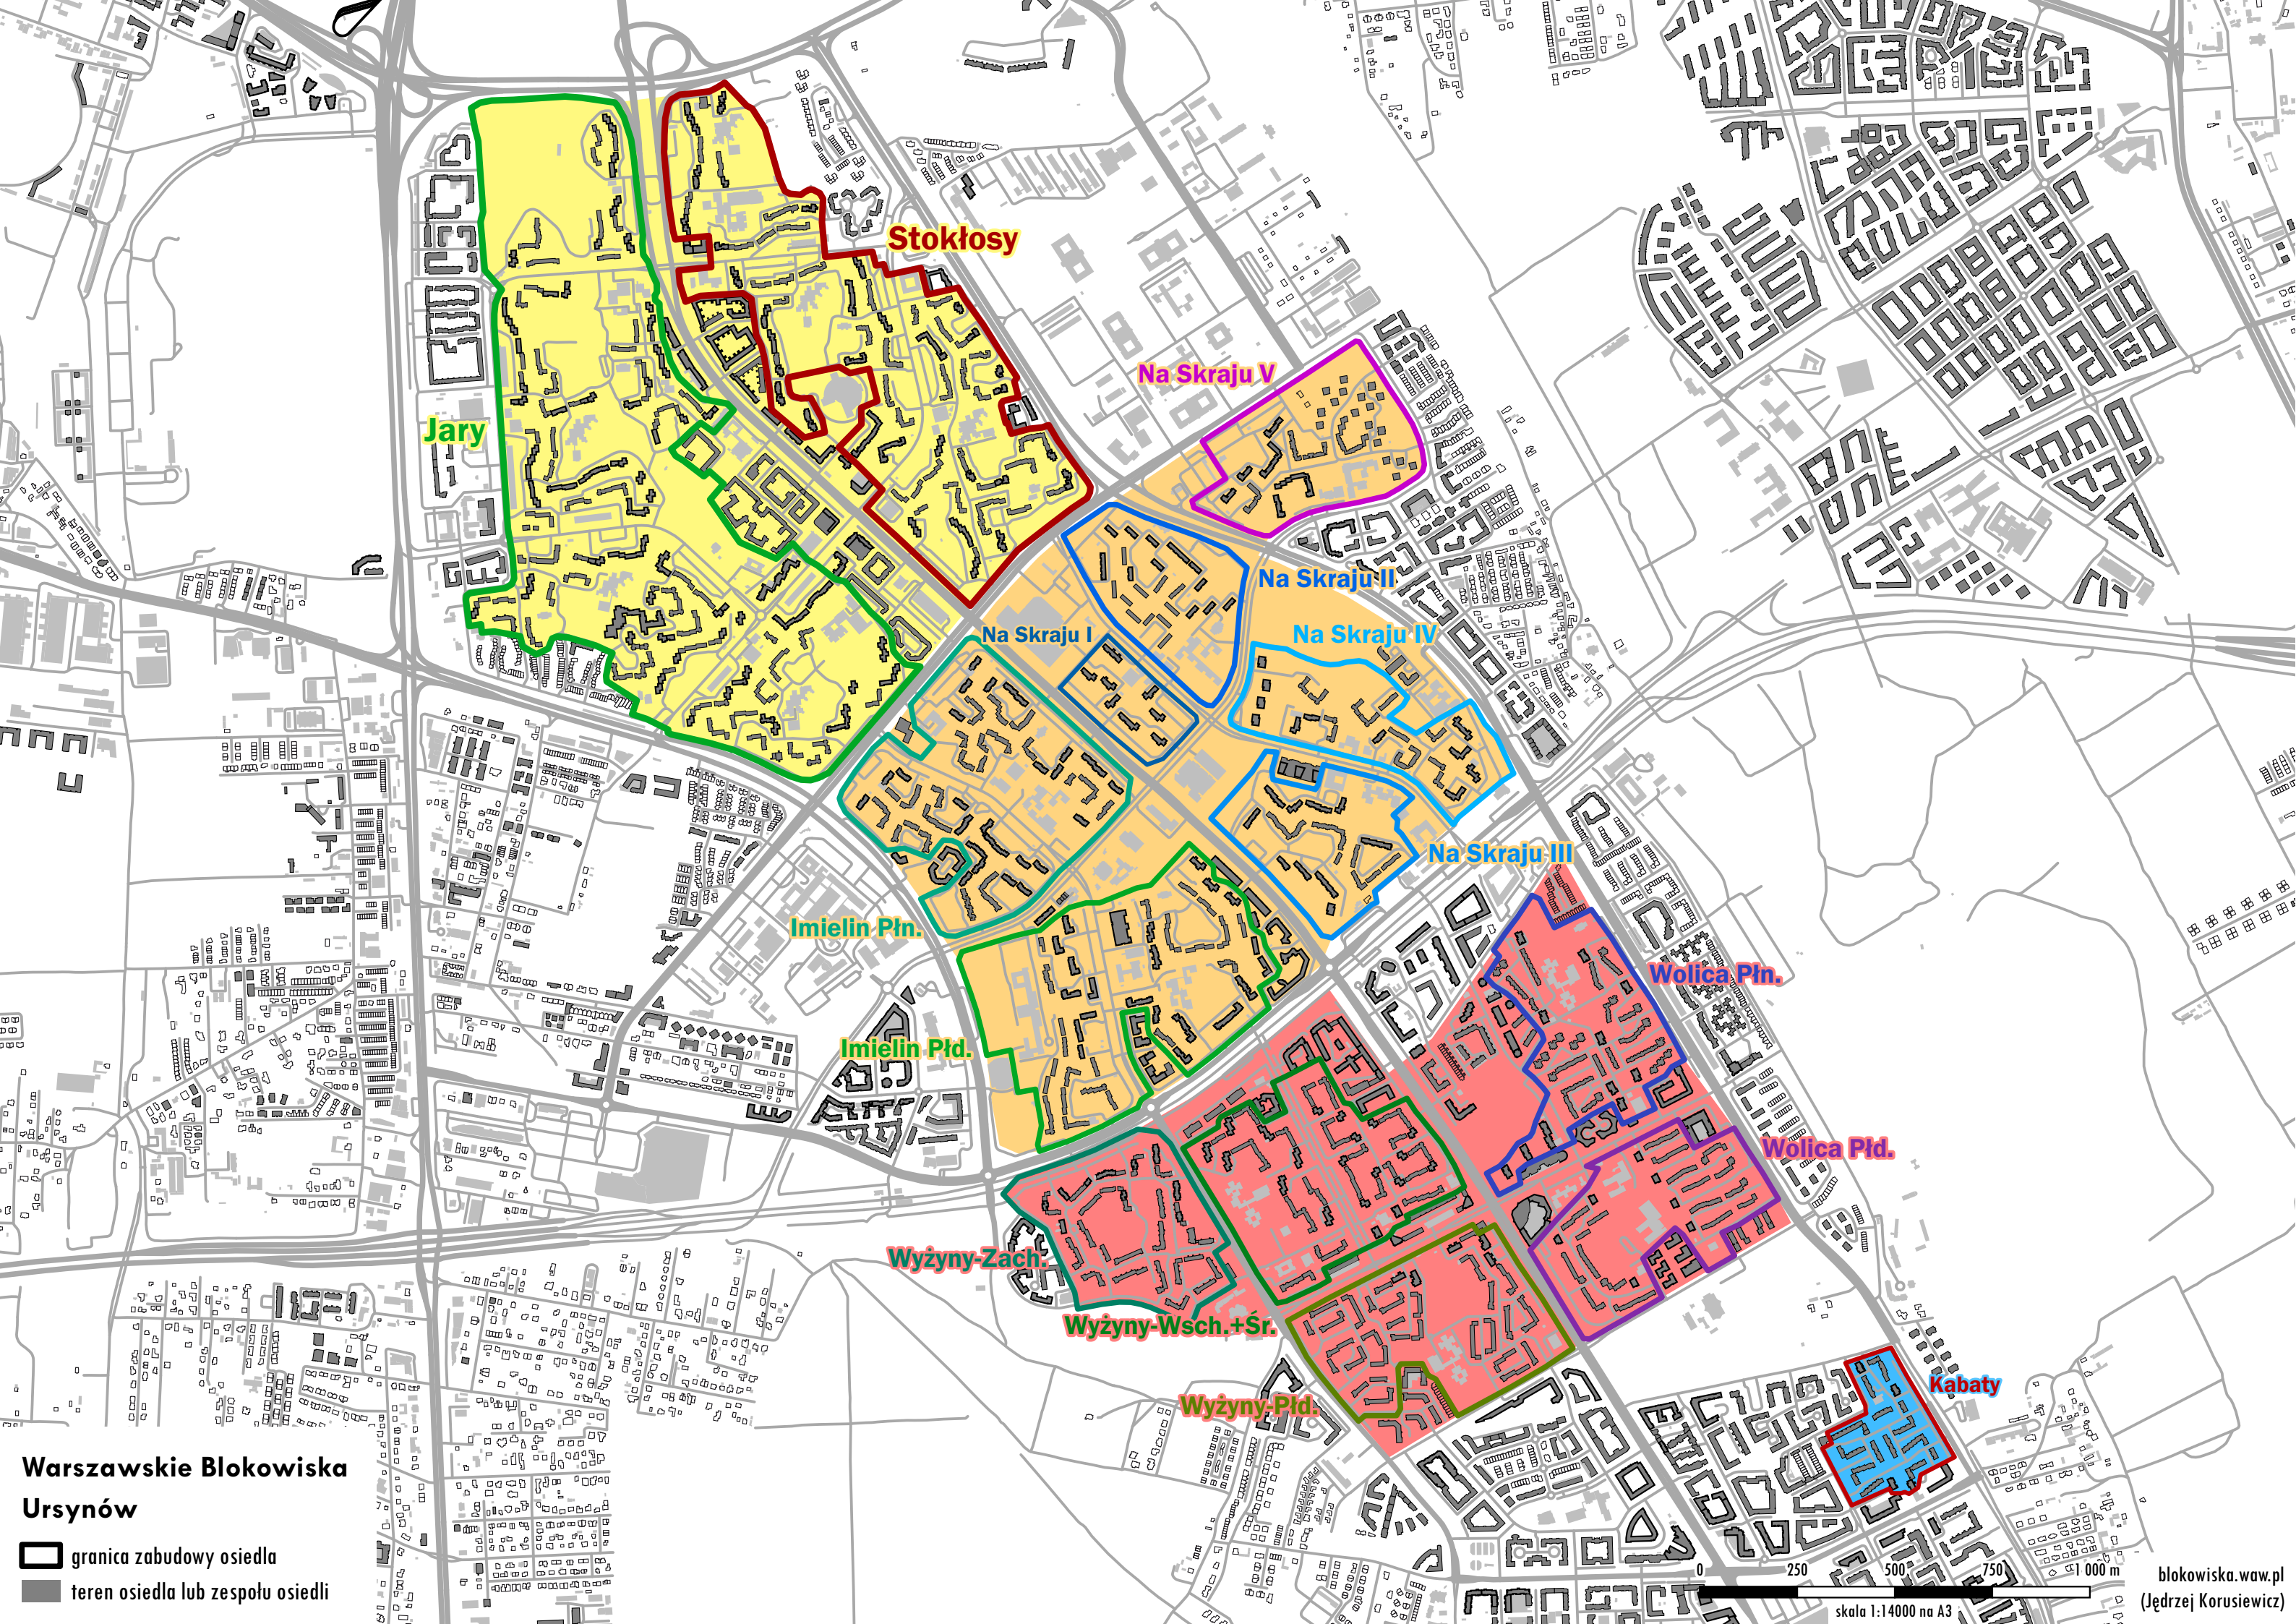 Stokłosy
Na Skraju V
Jary
Na Skraju II
Na Skraju I
Na Skraju IV
Na Skraju III
Imielin Płn.
Wolica Płn.
Imielin Płd.
Wolica Płd.
Wyżyny-Zach.
Wyżyny-Wsch.+Śr.
Kabaty
Wyżyny-Płd.
Warszawskie Blokowiska
Ursynów
granica zabudowy osiedla
teren osiedla lub zespołu osiedli
0 250 500 750 1 000 m
skala 1:14000 na A3
blokowiska.waw.pl
(Jędrzej Korusiewicz)